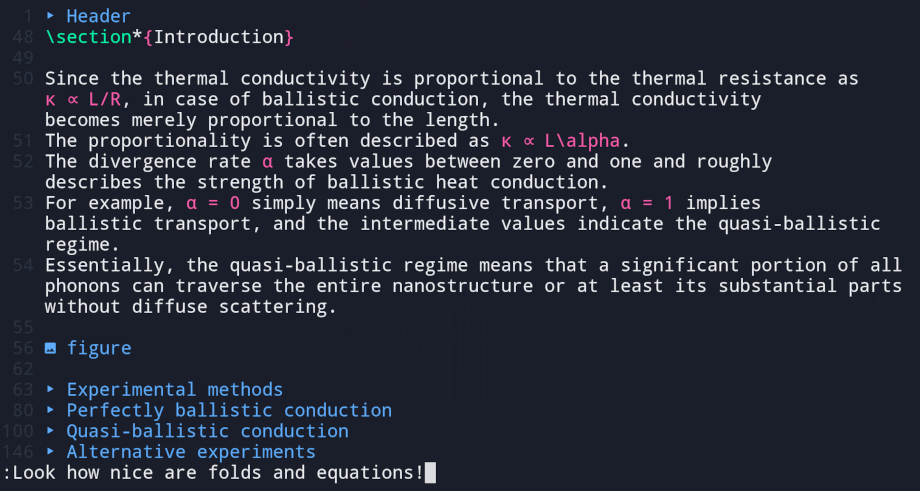 1 ‣ Header
48 \section*{Introduction}
49
50 Since the thermal conductivity is proportional to the thermal resistance as
κ ∝ L/R, in case of ballistic conduction, the thermal conductivity
becomes merely proportional to the length.
51 The proportionality is often described as κ ∝ L\alpha.
52 The divergence rate α takes values between zero and one and roughly
describes the strength of ballistic heat conduction.
53 For example, α = 0 simply means diffusive transport, α = 1 implies
ballistic transport, and the intermediate values indicate the quasi-ballistic
regime.
54 Essentially, the quasi-ballistic regime means that a significant portion of all
phonons can traverse the entire nanostructure or at least its substantial parts
without diffuse scattering.
55
56 figure
62
63 ‣ Experimental methods
80 ‣ Perfectly ballistic conduction
100 ‣ Quasi-ballistic conduction
146 ‣ Alternative experiments
:Look how nice are folds and equations!